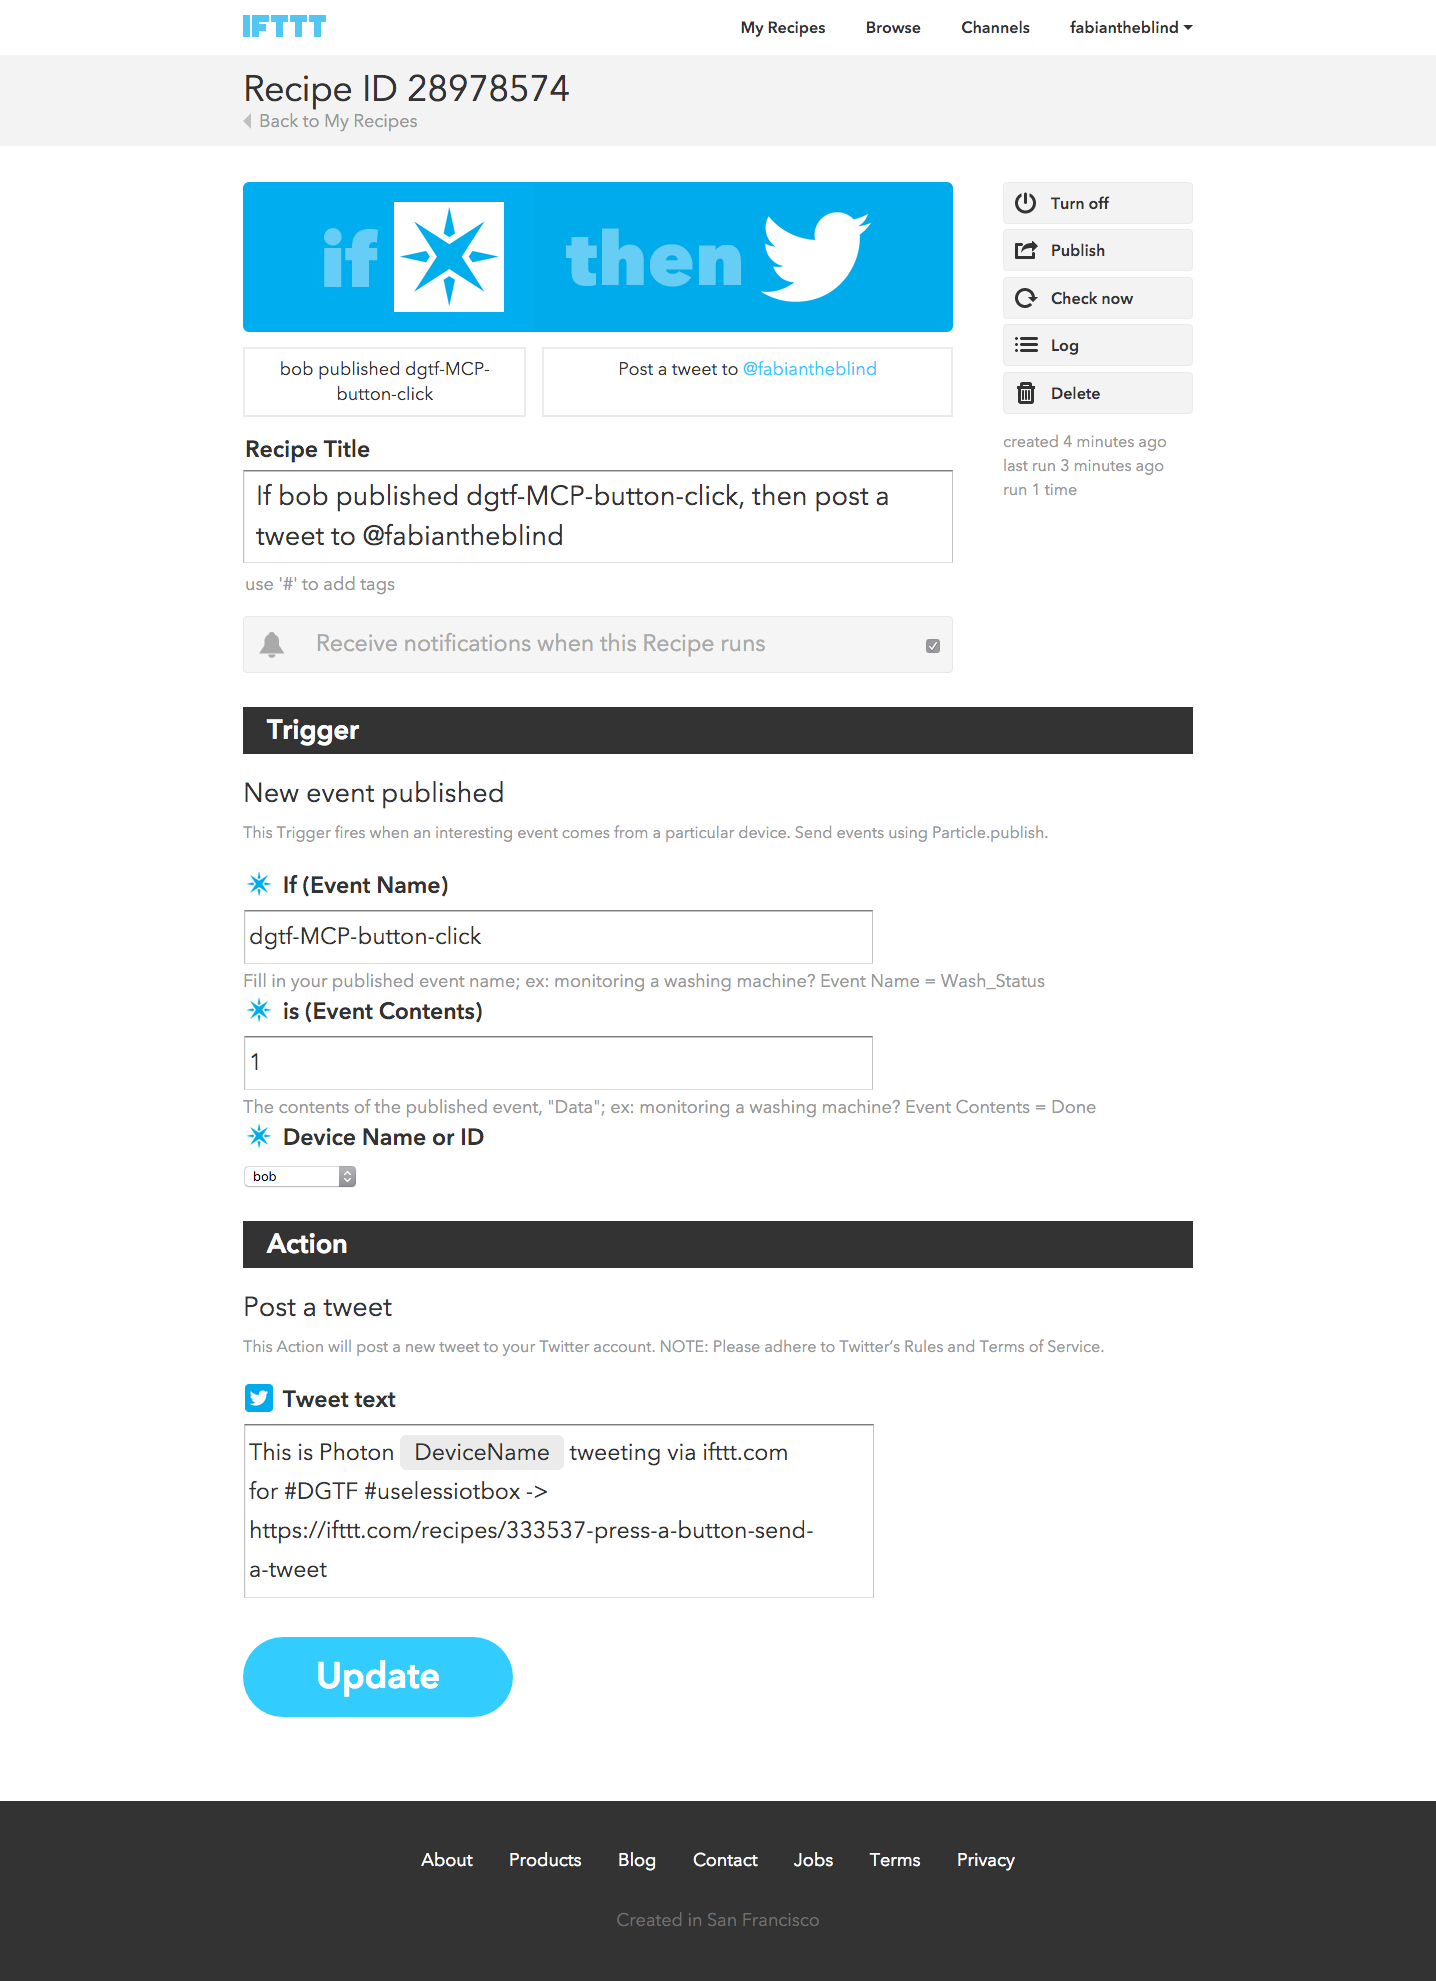 IFTTT
My Recipes Browse Channels fabiantheblind
Recipe ID 28978574
Back to My Recipes
if then
Turn off
Publish
Check now
Log
Delete
created 4 minutes ago
last run 3 minutes ago
run 1 time
bob published dgtf-MCP-
button-click
Post a tweet to @fabiantheblind
Recipe Title
If bob published dgtf-MCP-button-click, then post a
tweet to @fabiantheblind
use '#' to add tags
Receive notifications when this Recipe runs
Trigger
New event published
This Trigger fires when an interesting event comes from a particular device. Send events using Particle.publish.
If (Event Name)
dgtf-MCP-button-click
Fill in your published event name; ex: monitoring a washing machine? Event Name = Wash_Status
is (Event Contents)
1
The contents of the published event, "Data"; ex: monitoring a washing machine? Event Contents = Done
Device Name or ID
bob
Action
Post a tweet
This Action will post a new tweet to your Twitter account. NOTE: Please adhere to Twitter’s Rules and Terms of Service.
Tweet text
This is Photon DeviceName tweeting via ifttt.com
for #DGTF #uselessiotbox ->
https://ifttt.com/recipes/333537-press-a-button-send-
a-tweet
Update
About Products Blog Contact Jobs Terms Privacy
Created in San Francisco